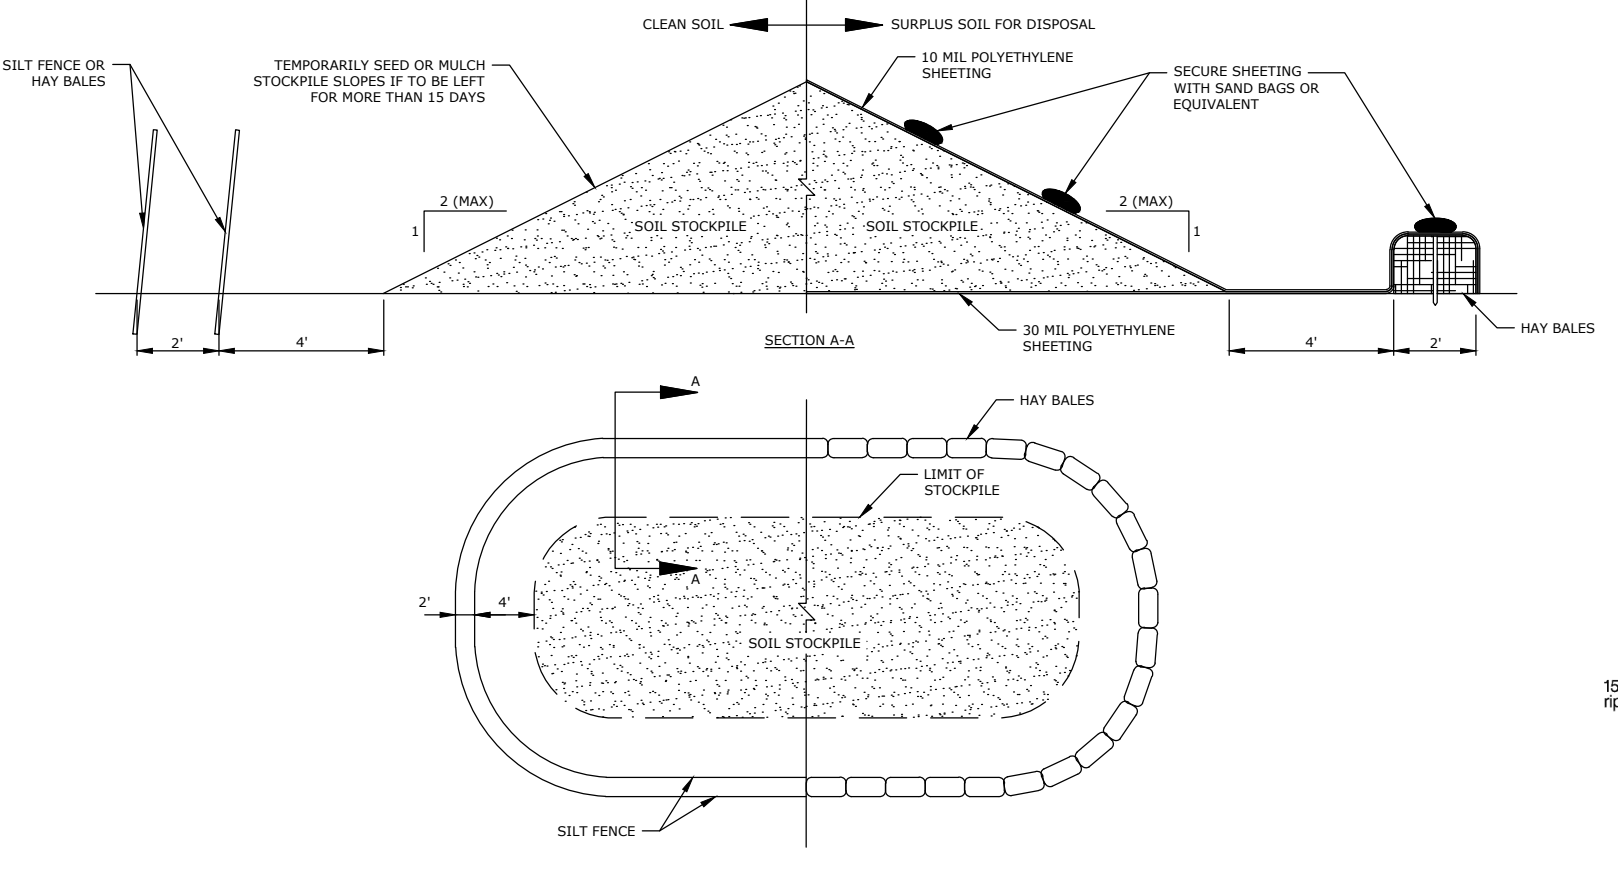 CLEAN SOIL
SURPLUS SOIL FOR DISPOSAL
SILT FENCE OR
HAY BALES
TEMPORARILY SEED OR MULCH
STOCKPILE SLOPES IF TO BE LEFT
FOR MORE THAN 15 DAYS
10 MIL POLYETHYLENE
SHEETING
SECURE SHEETING
WITH SAND BAGS OR
EQUIVALENT
2 (MAX)
1
SOIL STOCKPILE
SOIL STOCKPILE
2 (MAX)
1
2'
4'
SECTION A-A
30 MIL POLYETHYLENE
SHEETING
4'
2'
HAY BALES
A
HAY BALES
LIMIT OF
STOCKPILE
A
2'
4'
SOIL STOCKPILE
SILT FENCE
15